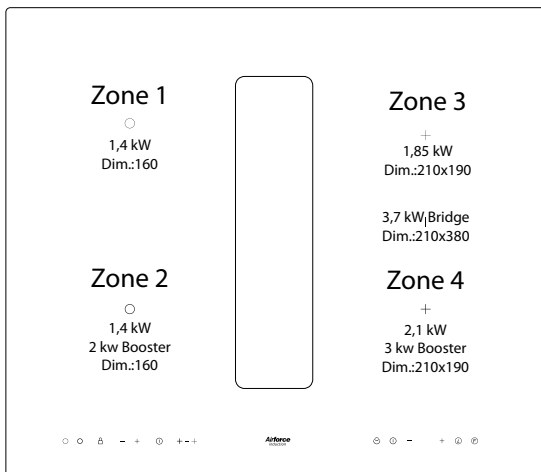 Zone 1
1,4 kW
Dim.:160
Zone 3
1,85 kW
Dim.:210x190
3,7 kW Bridge
Dim.:210x380
Zone 2
1,4 kW
2 kw Booster
Dim.:160
Zone 4
2,1 kW
3 kw Booster
Dim.:210x190
Airforce
Induction